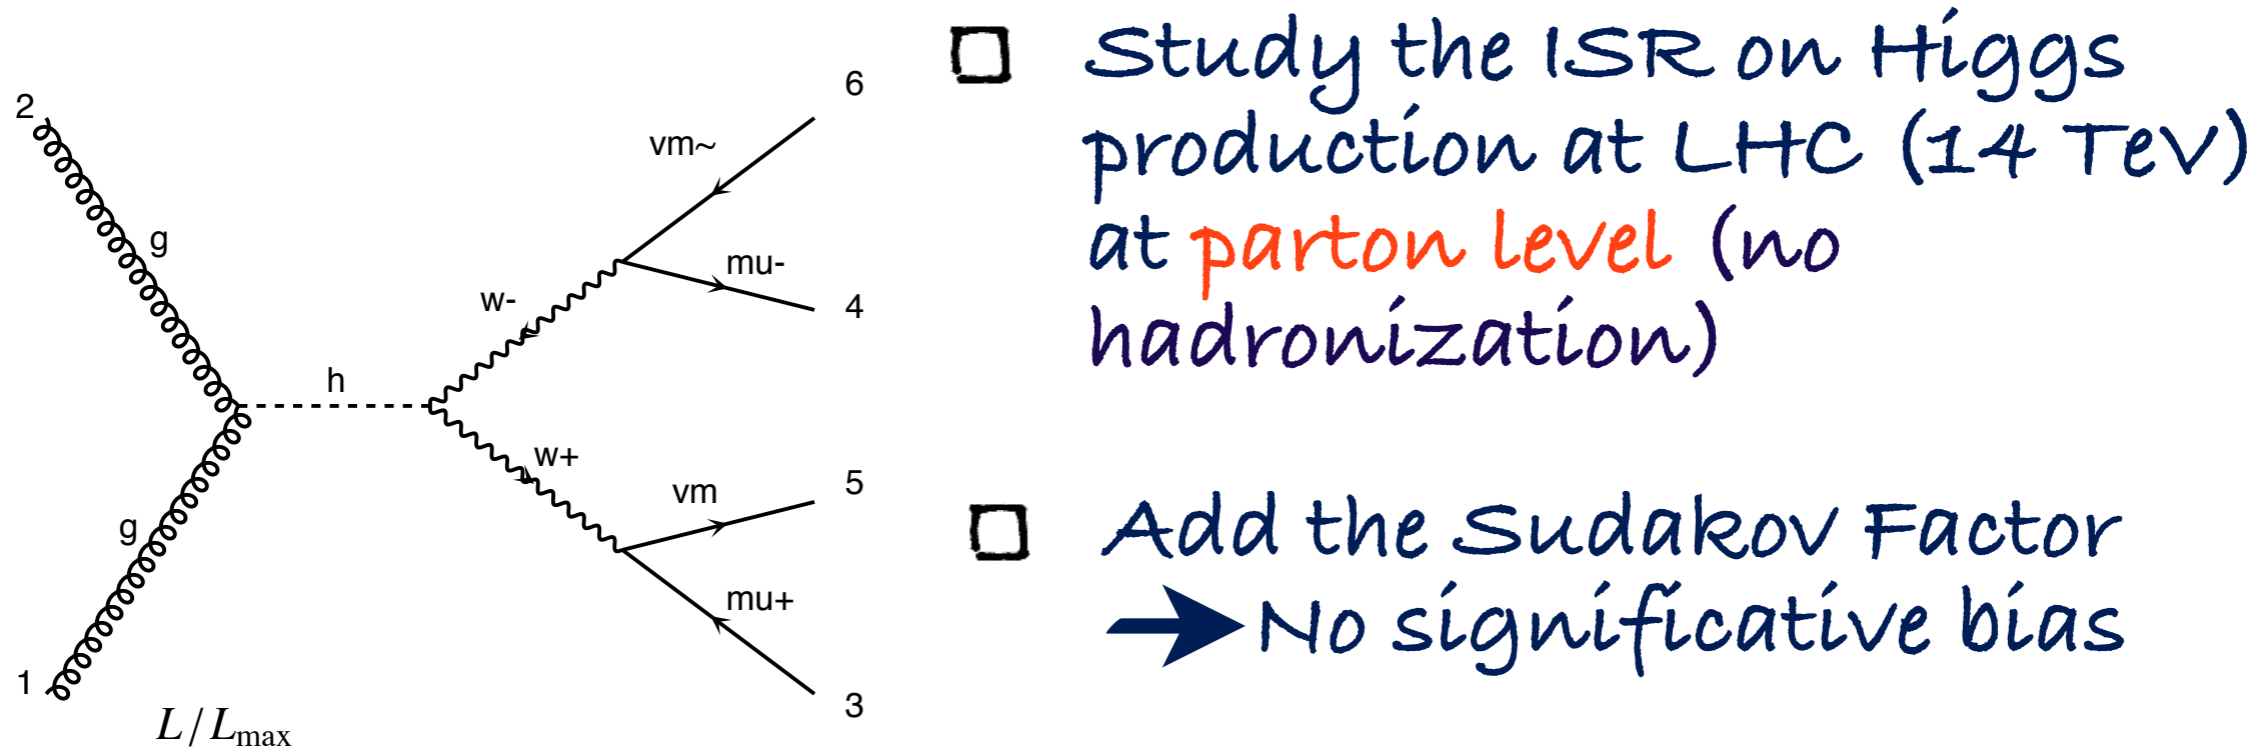 6
2
vm~
g
mu-
w-
4
h
w+
5
vm
g
mu+
1
3
L/Lmax
Study the ISR on Higgs
production at LHC (14 TeV)
at parton level (no
hadronization)
Add the Sudakov Factor
→ No significative bias